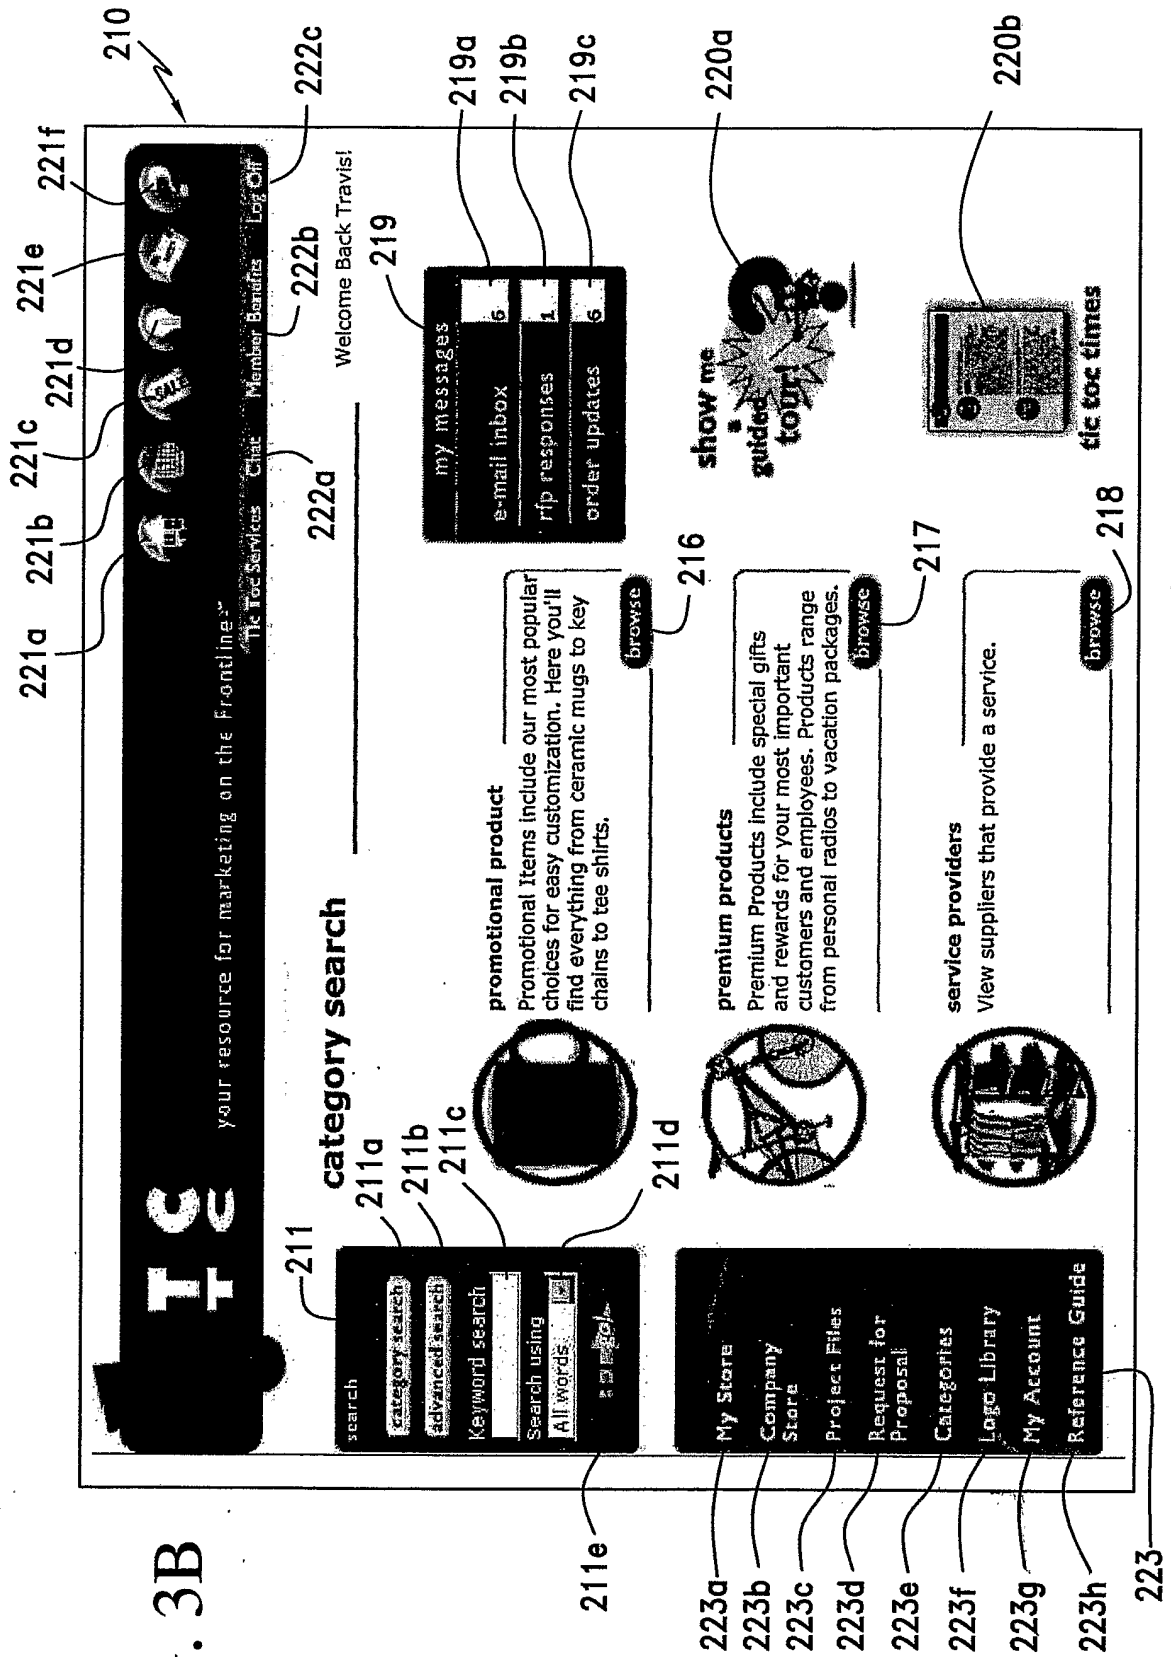 . 3B
210
221a
221b
221c
221d
221e
221f
T C
T C
your resource for marketing on the Frontline℠
Tic Toc Services Chat Member Benefits Log Off
222a
222b
222c
Welcome Back Travis!
category search
211
search
category search
advanced search
Keyword search
Search using
All words
go!
211a
211b
211c
211d
211e
promotional product
Promotional Items include our most popular
choices for easy customization. Here you'll
find everything from ceramic mugs to key
chains to tee shirts.
browse
216
premium products
Premium Products include special gifts
and rewards for your most important
customers and employees. Products range
from personal radios to vacation packages.
browse
217
service providers
View suppliers that provide a service.
browse
218
219
my messages
e-mail inbox 6
rfp responses 1
order updates 6
219a
219b
219c
show me
a
guided
tour!
220a
tic toc times
220b
223a
223b
223c
223d
223e
223f
223g
223h
My Store
Company
Store
Project Files
Request for
Proposal
Categories
Logo Library
My Account
Reference Guide
223